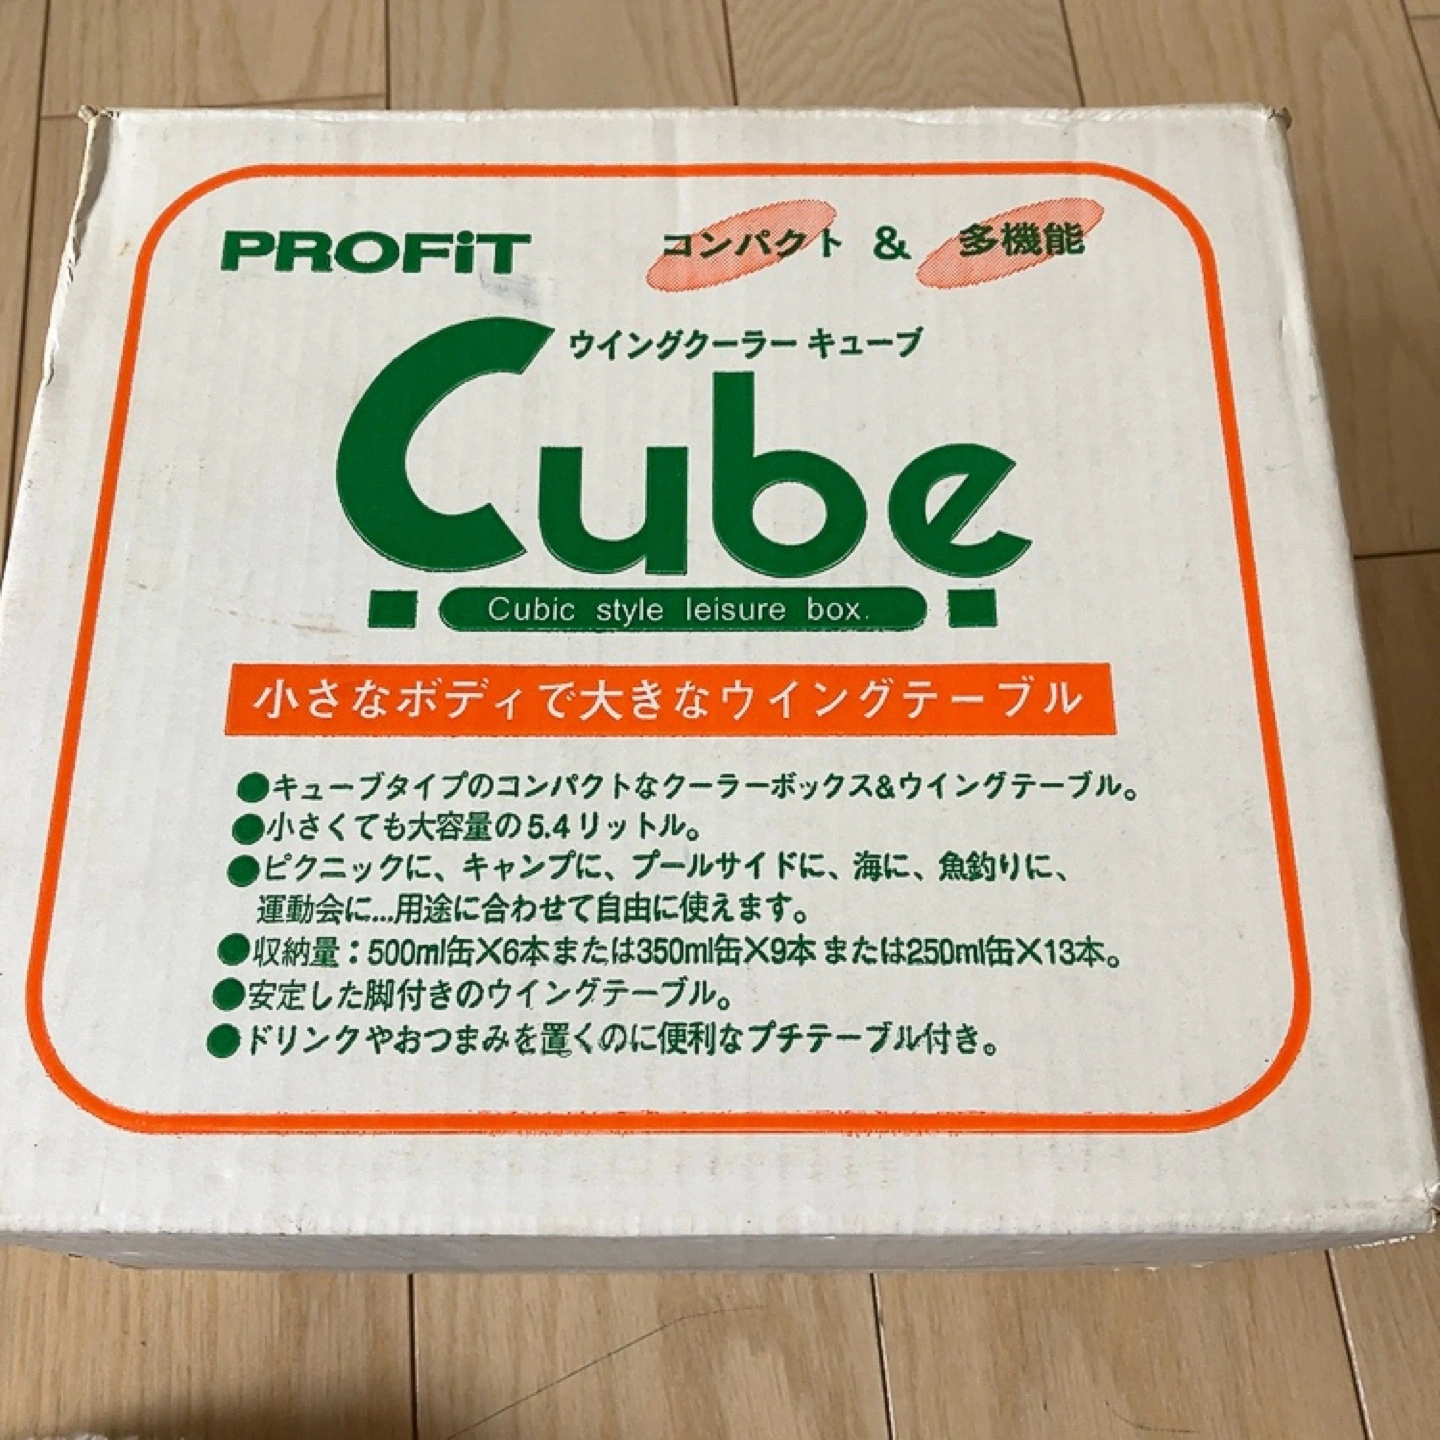 PROFiT
コンパクト & 多機能
ウイングクーラー キューブ
Cube
Cubic style leisure box.
小さなボディで大きなウイングテーブル
●キューブタイプのコンパクトなクーラーボックス&ウイングテーブル。
●小さくても大容量の5.4リットル。
●ピクニックに、キャンプに、プールサイドに、海に、魚釣りに、
運動会に...用途に合わせて自由に使えます。
●収納量：500ml缶×6本または350ml缶×9本 または250ml缶×13本。
●安定した脚付きのウイングテーブル。
●ドリンクやおつまみを置くのに便利なプチテーブル付き。